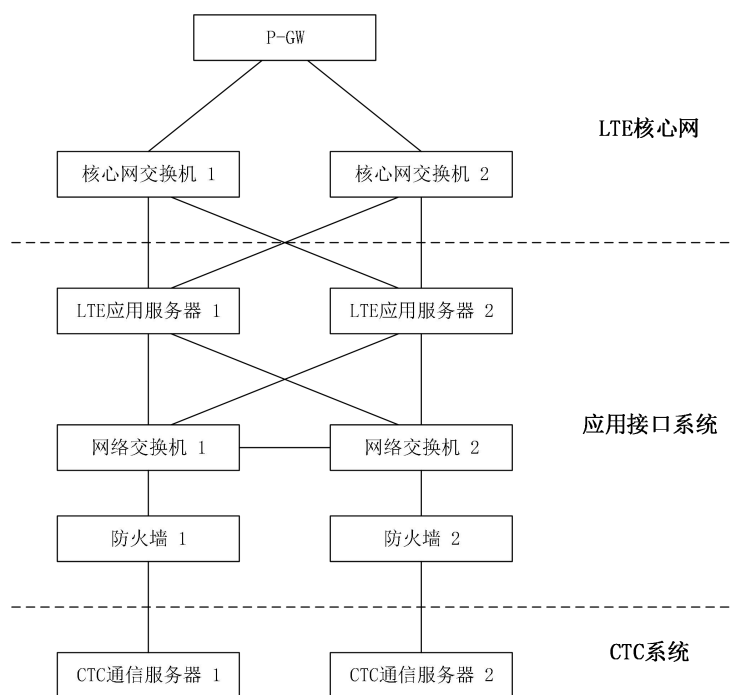 P-GW
LTE核心网
核心网交换机 1
核心网交换机 2
LTE应用服务器 1
LTE应用服务器 2
应用接口系统
网络交换机 1
网络交换机 2
防火墙 1
防火墙 2
CTC系统
CTC通信服务器 1
CTC通信服务器 2